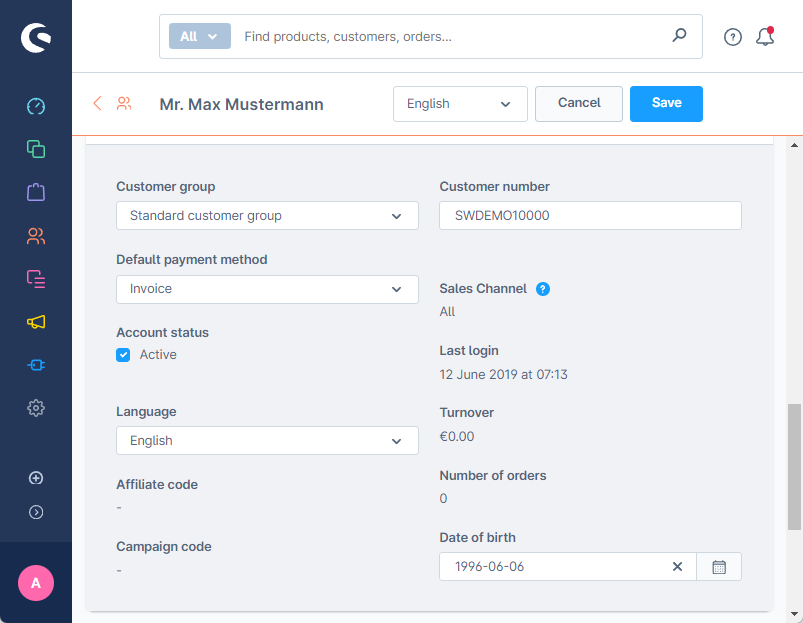 All
Find products, customers, orders...
Mr. Max Mustermann
English
Cancel
Save
Customer group
Standard customer group
Customer number
SWDEMO10000
Default payment method
Invoice
Sales Channel
All
Account status
Active
Last login
12 June 2019 at 07:13
Language
English
Turnover
€0.00
Affiliate code
-
Number of orders
0
Campaign code
-
Date of birth
1996-06-06
A